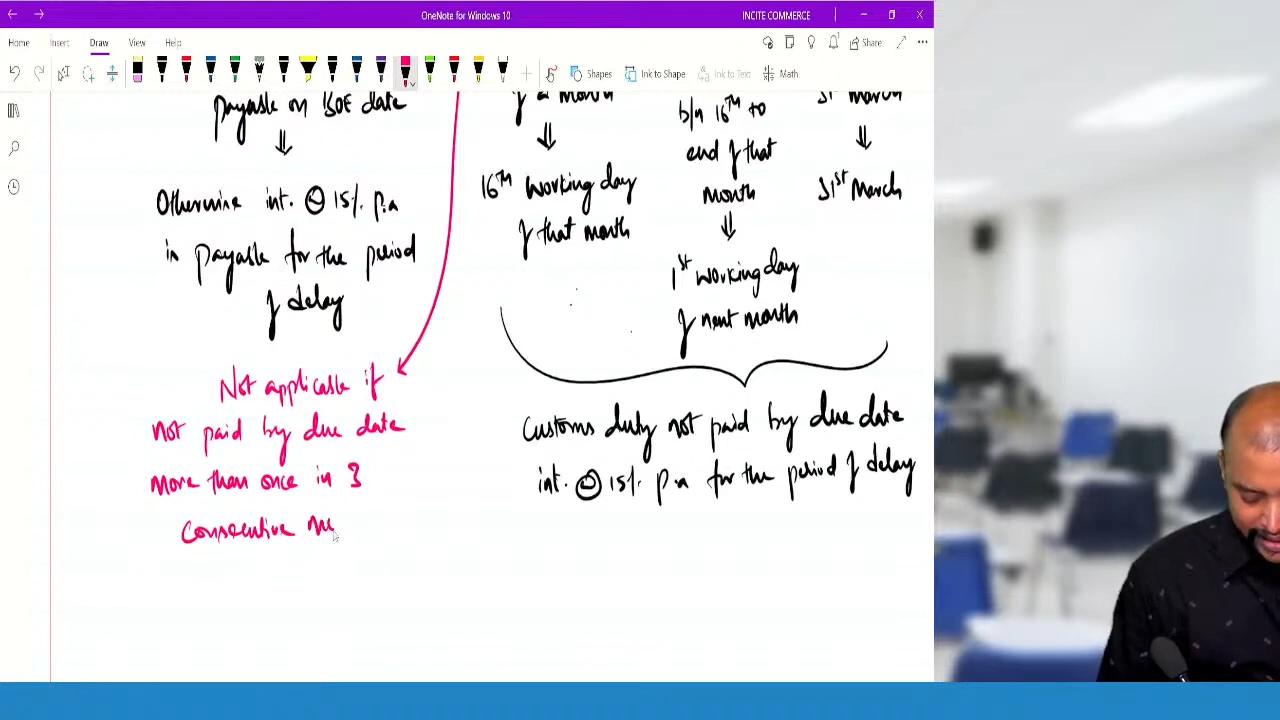 OneNote for Windows 10
INCITE COMMERCE
Home Insert Draw View Help
Share
Shapes
Ink to Shape
Ink to Text
Math
payable on BOE date
⇓
Otherwise int. @ 15%. p.a
is payable for the period
of delay
Not applicable if
not paid by due date
more than once in 3
Consecutive
of a month
⇓
16th working day
of that month
b/n 16th to
end of that
month
⇓
1st working day
of next month
31st March
⇓
31st March
Customs duty not paid by due date
int. @ 15%. p.a for the period of delay